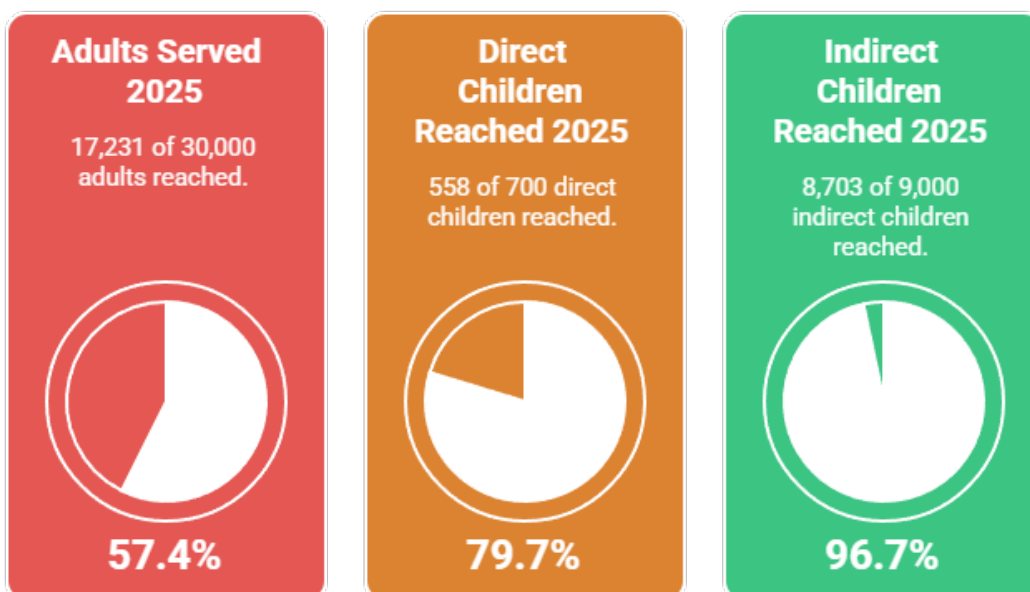 Adults Served
2025
17,231 of 30,000
adults reached.
57.4%
Direct
Children
Reached 2025
558 of 700 direct
children reached.
79.7%
Indirect
Children
Reached 2025
8,703 of 9,000
indirect children
reached.
96.7%